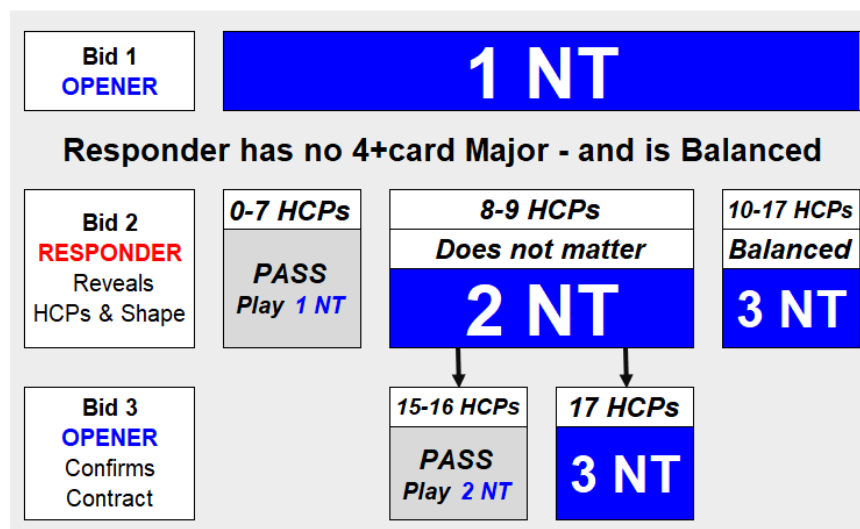 Bid 1
OPENER
1 NT
Responder has no 4+card Major - and is Balanced
Bid 2
RESPONDER
Reveals
HCPs & Shape
0-7 HCPs
PASS
Play 1 NT
8-9 HCPs
Does not matter
2 NT
10-17 HCPs
Balanced
3 NT
Bid 3
OPENER
Confirms
Contract
15-16 HCPs
PASS
Play 2 NT
17 HCPs
3 NT